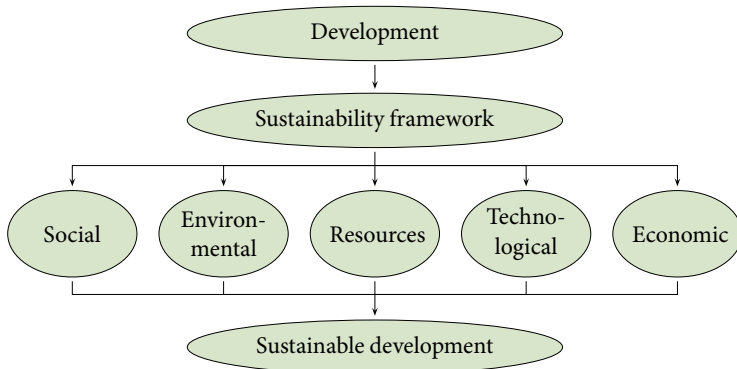 Development
Sustainability framework
Social
Environ-
mental
Resources
Techno-
logical
Economic
Sustainable development